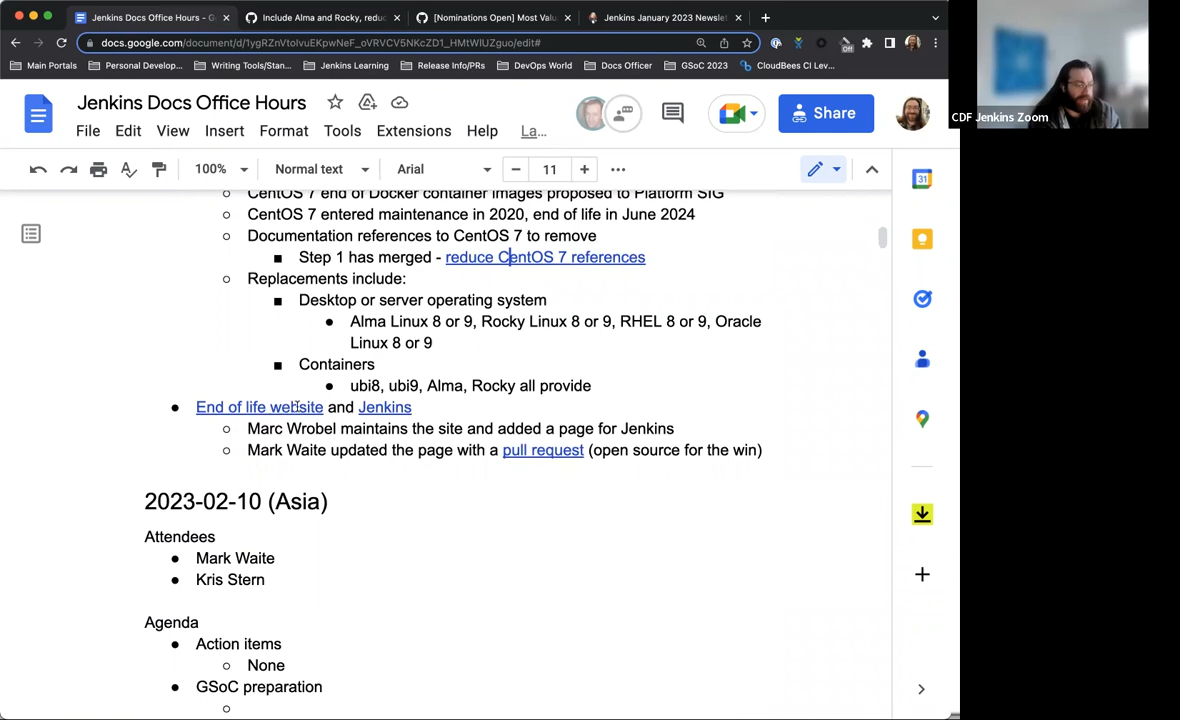 Jenkins Docs Office Hours - G
Include Alma and Rocky, redu
[Nominations Open] Most Valu
Jenkins January 2023 Newslet
docs.google.com/document/d/1ygRZnVtoIvuEKpwNeF_oVRVCV5NKcZD1_HMtWIUZguo/edit#
Off
Main Portals
Personal Develop...
Writing Tools/Stan...
Jenkins Learning
Release Info/PRs
DevOps World
Docs Officer
GSoC 2023
CloudBees CI Lev...
CDF Jenkins Zoom
Jenkins Docs Office Hours
Share
File Edit View Insert Format Tools Extensions Help La...
100% Normal text Arial 11
31
CentOS 7 end of Docker container images proposed to Platform SIG
CentOS 7 entered maintenance in 2020, end of life in June 2024
Documentation references to CentOS 7 to remove
Step 1 has merged - reduce CentOS 7 references
Replacements include:
Desktop or server operating system
Alma Linux 8 or 9, Rocky Linux 8 or 9, RHEL 8 or 9, Oracle
Linux 8 or 9
Containers
ubi8, ubi9, Alma, Rocky all provide
End of life website and Jenkins
Marc Wrobel maintains the site and added a page for Jenkins
Mark Waite updated the page with a pull request (open source for the win)
2023-02-10 (Asia)
Attendees
Mark Waite
Kris Stern
Agenda
Action items
None
GSoC preparation